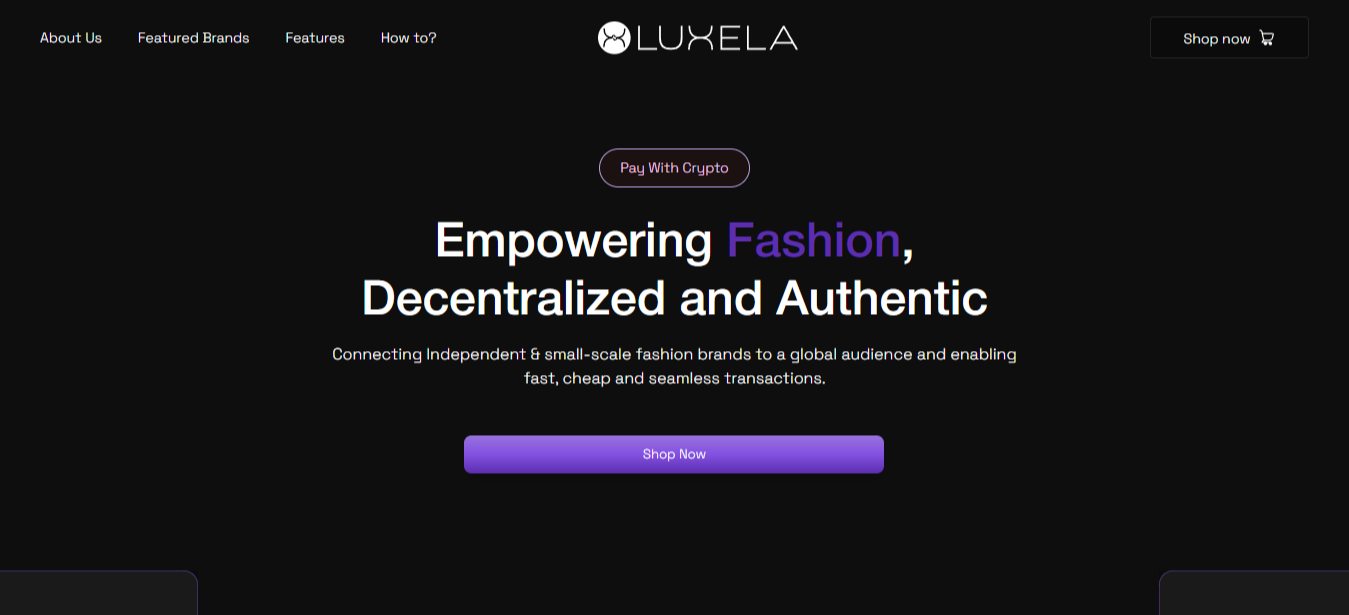 About Us
Featured Brands
Features
How to?
LUXELA
Shop now
Pay With Crypto
Empowering Fashion,
Decentralized and Authentic
Connecting Independent & small-scale fashion brands to a global audience and enabling
fast, cheap and seamless transactions.
Shop Now